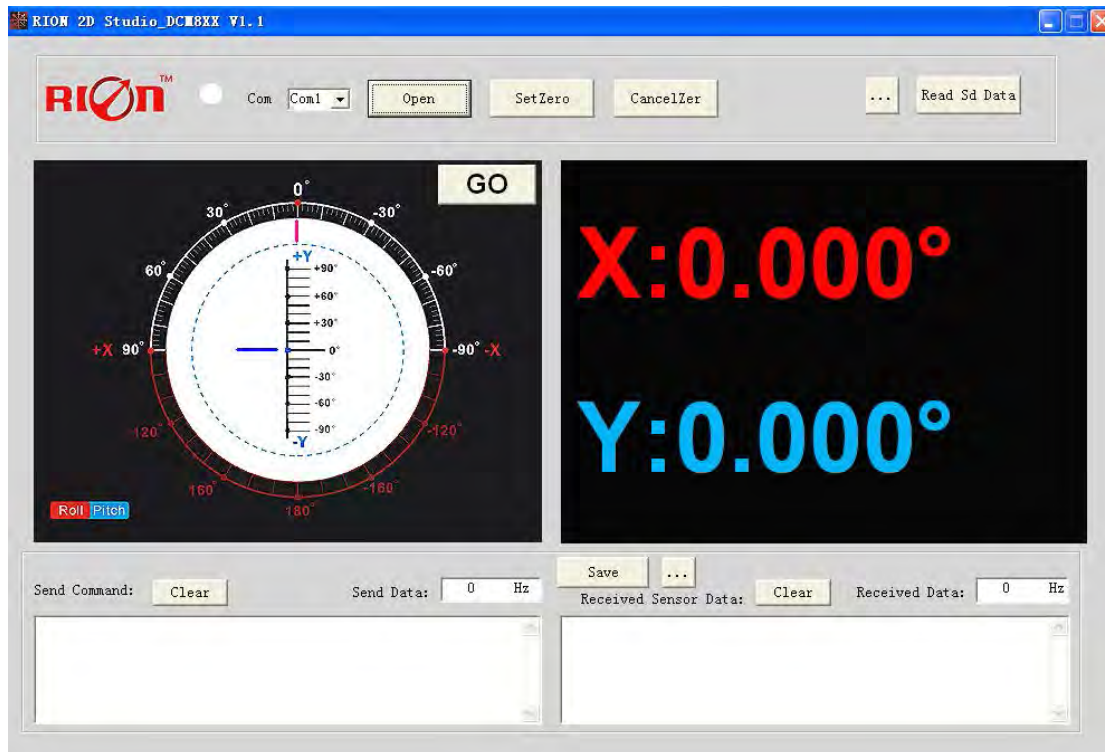 RION 2D Studio_DCM8XX V1.1
RION™ Com Com1 Open SetZero CancelZer ... Read Sd Data
GO
0°
30° -30°
60° -60°
+X 90° -90° -X
-120° -120°
160° -160°
180°
+Y
+90°
+60°
+30°
0°
-30°
-60°
-90°
-Y
Roll Pitch
X:0.000°
Y:0.000°
Send Command: Clear Send Data: 0 Hz
Save ...
Received Sensor Data: Clear Received Data: 0 Hz